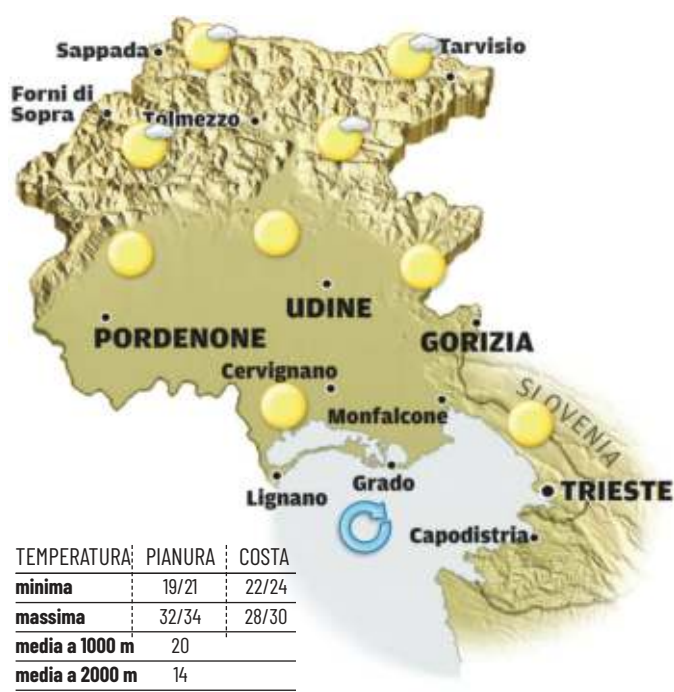 Sappada
Tarvisio
Forni di
Sopra
Tolmezzo
UDINE
PORDENONE
GORIZIA
Cervignano
SLOVENIA
Monfalcone
Grado
Lignano
TRIESTE
Capodistria
TEMPERATURA PIANURA COSTA
minima 19/21 22/24
massima 32/34 28/30
media a 1000 m 20
media a 2000 m 14